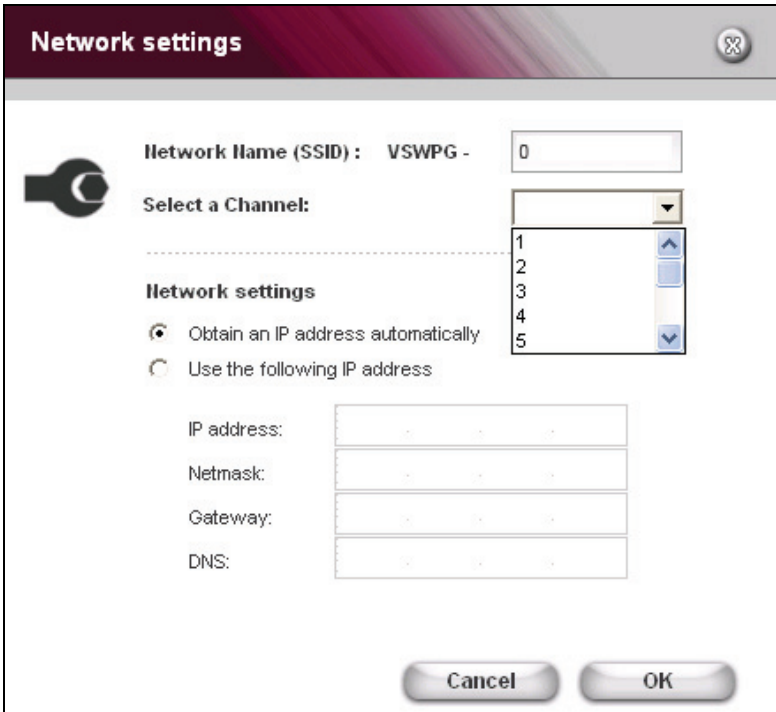 Network settings
Network Name (SSID) : VSWPG - 0
Select a Channel:
1
2
3
4
5
Network settings
Obtain an IP address automatically
Use the following IP address
IP address:
Netmask:
Gateway:
DNS:
Cancel OK